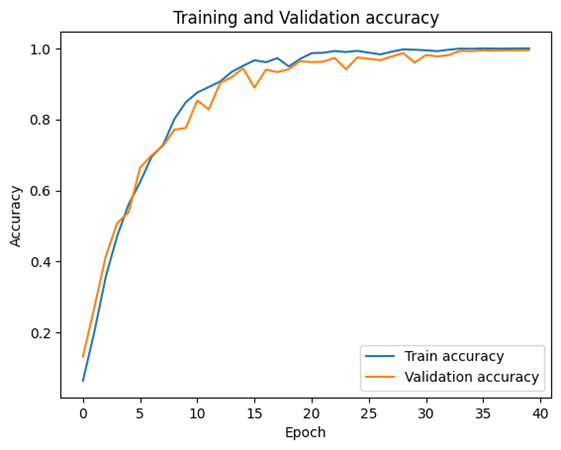 Training and Validation accuracy
1.0
0.8
0.6
0.4
0.2
Accuracy
Train accuracy
Validation accuracy
0 5 10 15 20 25 30 35 40
Epoch